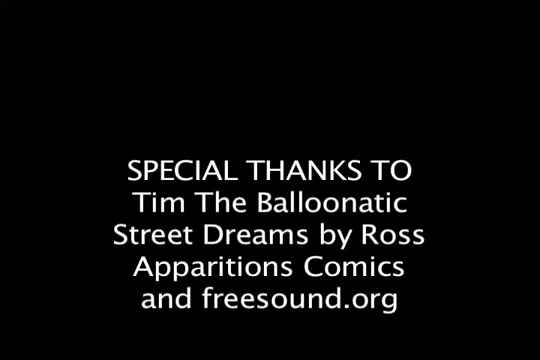 SPECIAL THANKS TO
Tim The Balloonatic
Street Dreams by Ross
Apparitions Comics
and freesound.org